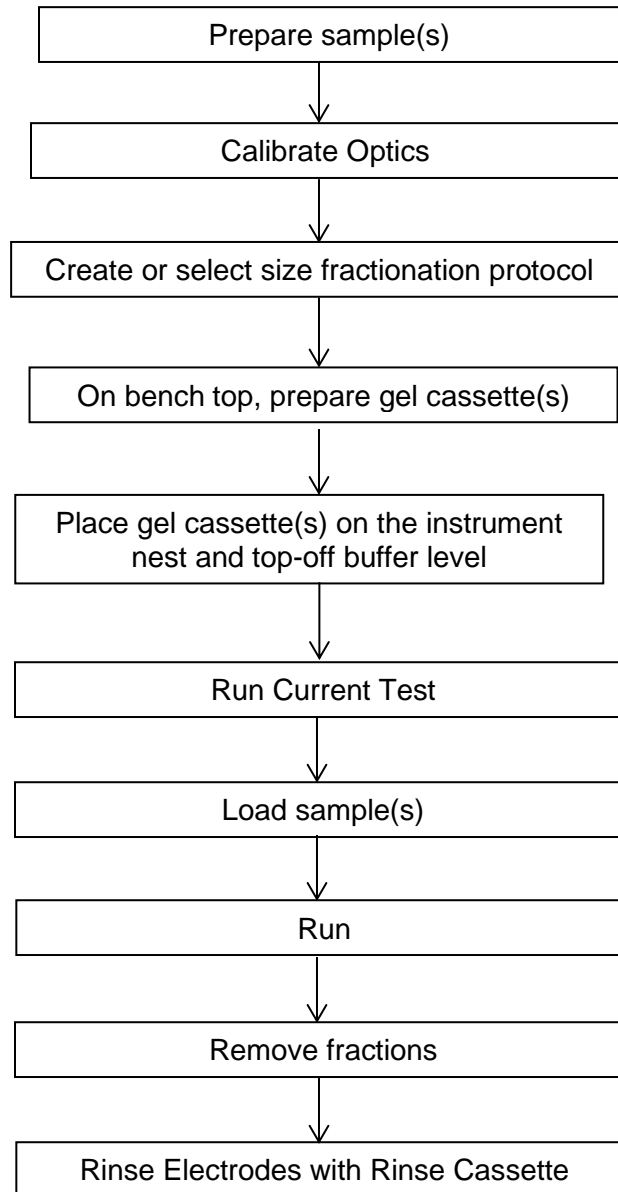 Prepare sample(s)
Calibrate Optics
Create or select size fractionation protocol
On bench top, prepare gel cassette(s)
Place gel cassette(s) on the instrument
nest and top-off buffer level
Run Current Test
Load sample(s)
Run
Remove fractions
Rinse Electrodes with Rinse Cassette